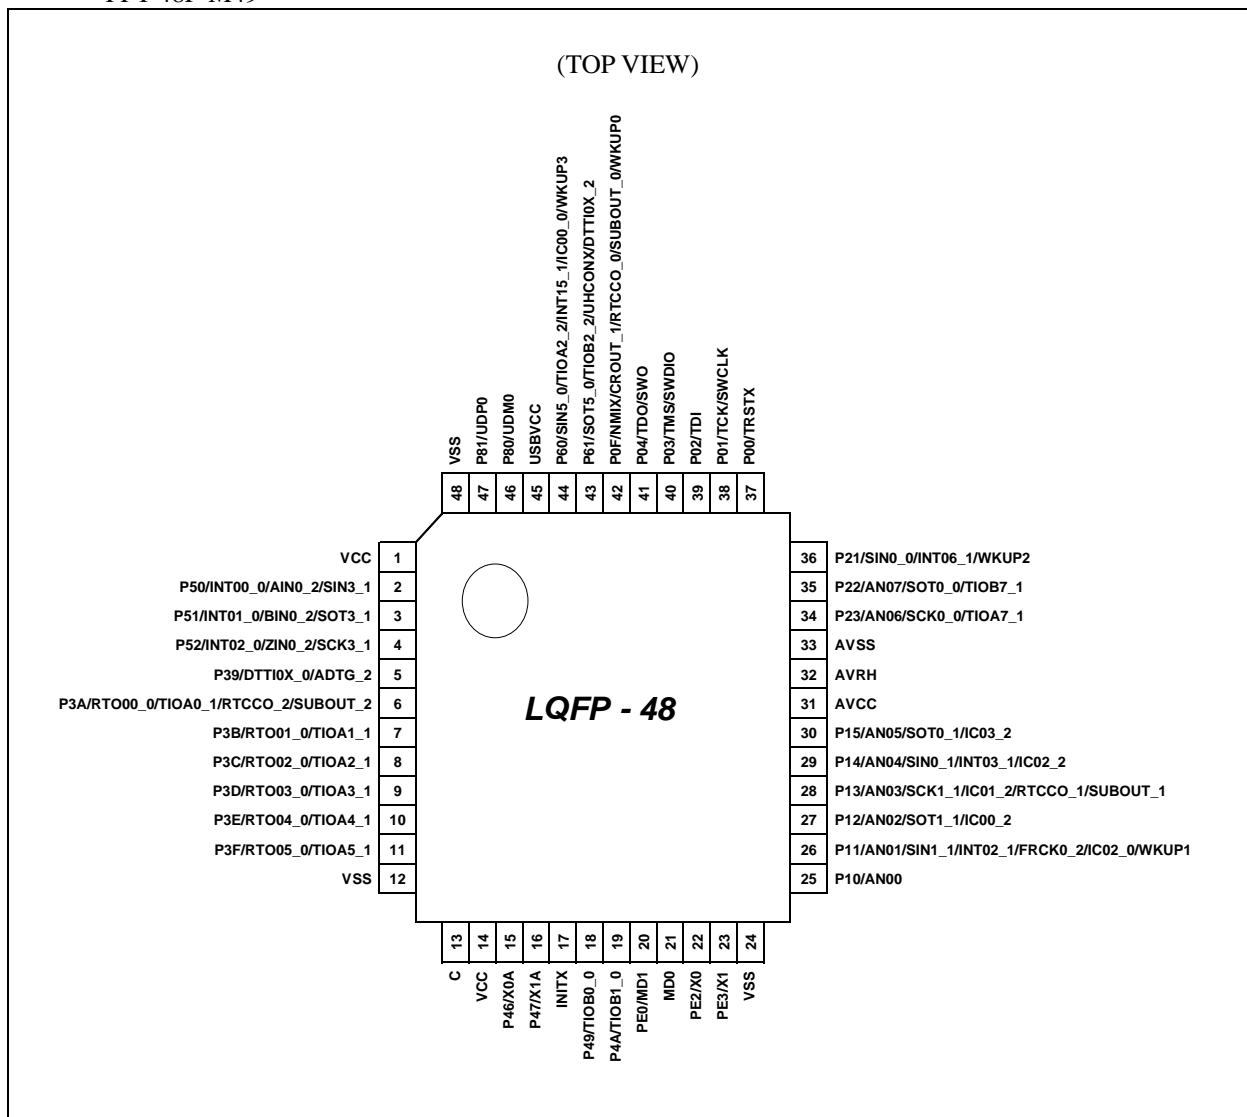 (TOP VIEW)
VSS
P81/UDP0
P80/UDM0
USBVCC
P60/SIN5_0/TIOA2_2/INT15_1/IC00_0/WKUP3
P61/SOT5_0/TIOB2_2/UHCONX/DTTI0X_2
P0F/NMIX/CROUT_1/RTCCO_0/SUBOUT_0/WKUP0
P04/TDO/SWO
P03/TMS/SWDIO
P02/TDI
P01/TCK/SWCLK
P00/TRSTX
48 47 46 45 44 43 42 41 40 39 38 37
VCC 1
P50/INT00_0/AIN0_2/SIN3_1 2
P51/INT01_0/BIN0_2/SOT3_1 3
P52/INT02_0/ZIN0_2/SCK3_1 4
P39/DTTI0X_0/ADTG_2 5
P3A/RTO00_0/TIOA0_1/RTCCO_2/SUBOUT_2 6
P3B/RTO01_0/TIOA1_1 7
P3C/RTO02_0/TIOA2_1 8
P3D/RTO03_0/TIOA3_1 9
P3E/RTO04_0/TIOA4_1 10
P3F/RTO05_0/TIOA5_1 11
VSS 12
LQFP - 48
36 P21/SIN0_0/INT06_1/WKUP2
35 P22/AN07/SOT0_0/TIOB7_1
34 P23/AN06/SCK0_0/TIOA7_1
33 AVSS
32 AVRH
31 AVCC
30 P15/AN05/SOT0_1/IC03_2
29 P14/AN04/SIN0_1/INT03_1/IC02_2
28 P13/AN03/SCK1_1/IC01_2/RTCCO_1/SUBOUT_1
27 P12/AN02/SOT1_1/IC00_2
26 P11/AN01/SIN1_1/INT02_1/FRCK0_2/IC02_0/WKUP1
25 P10/AN00
13 14 15 16 17 18 19 20 21 22 23 24
C
VCC
P46/X0A
P47/X1A
INITX
P49/TIOB0_0
P4A/TIOB1_0
PE0/MD1
MD0
PE2/X0
PE3/X1
VSS